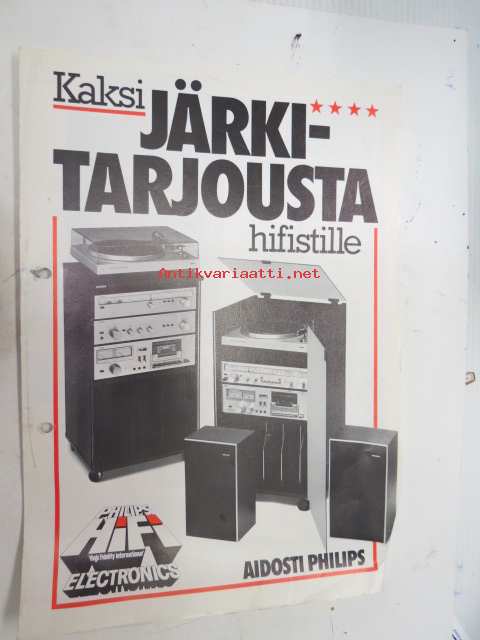 Kaksi
JÄRKI-
TARJOUSTA
hifistille
Antikvariaatti.net
PHILIPS
HiFi
High Fidelity International
ELECTRONICS
AIDOSTI PHILIPS